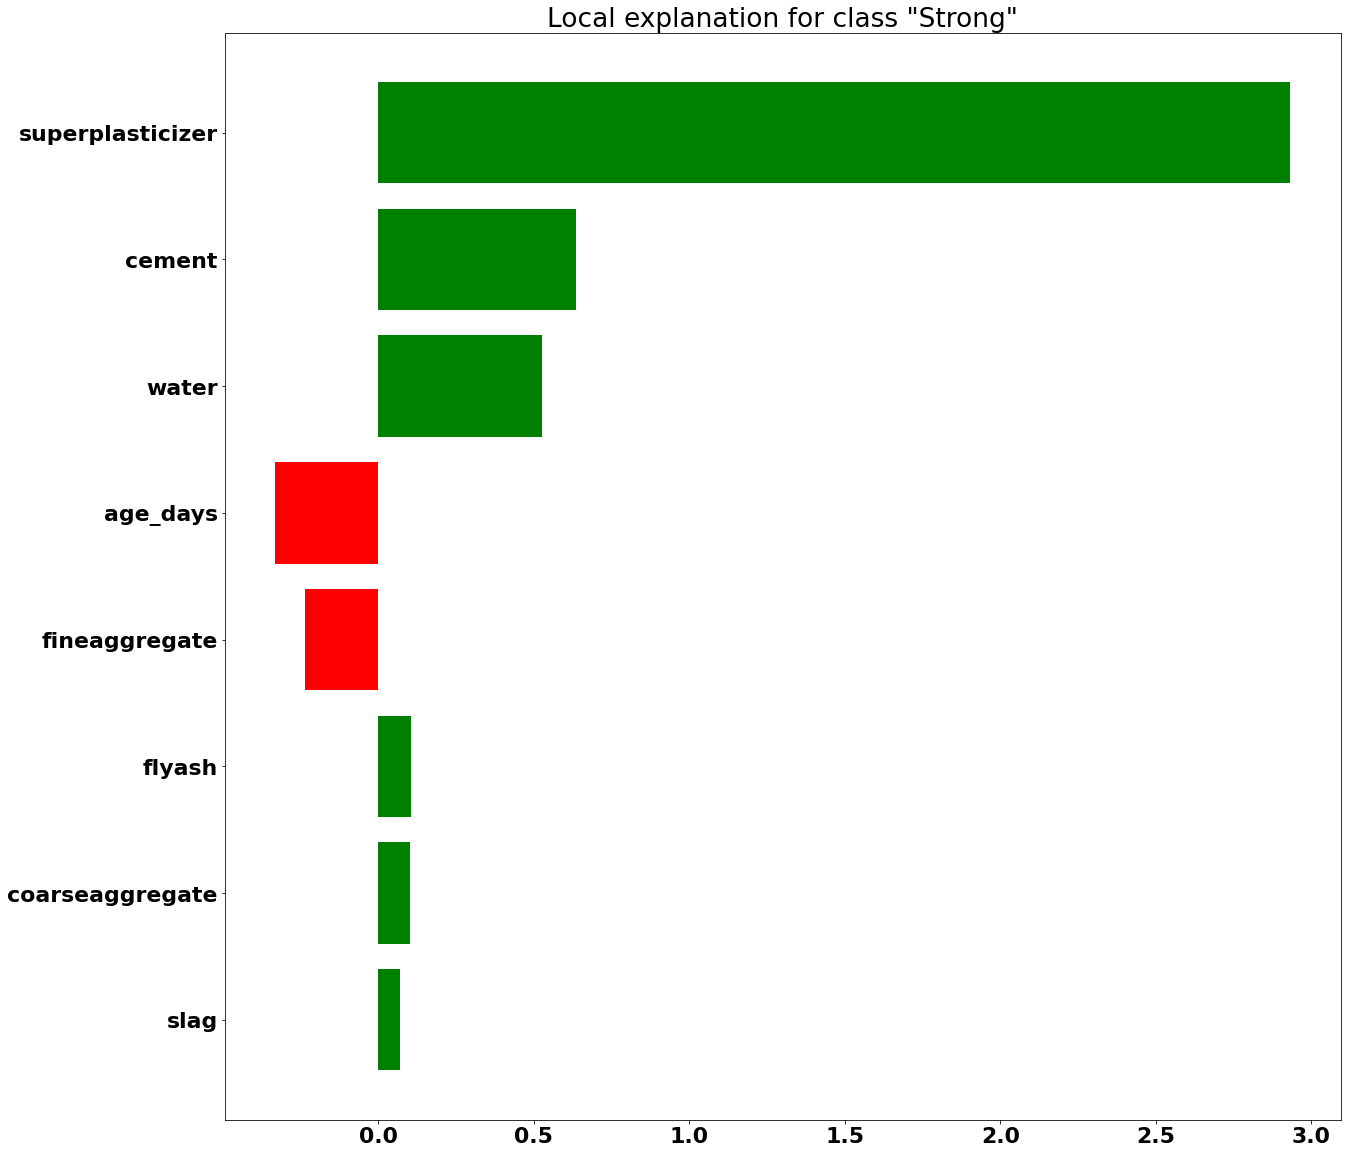 Local explanation for class "Strong"
superplasticizer
cement
water
age_days
fineaggregate
flyash
coarseaggregate
slag
0.0 0.5 1.0 1.5 2.0 2.5 3.0